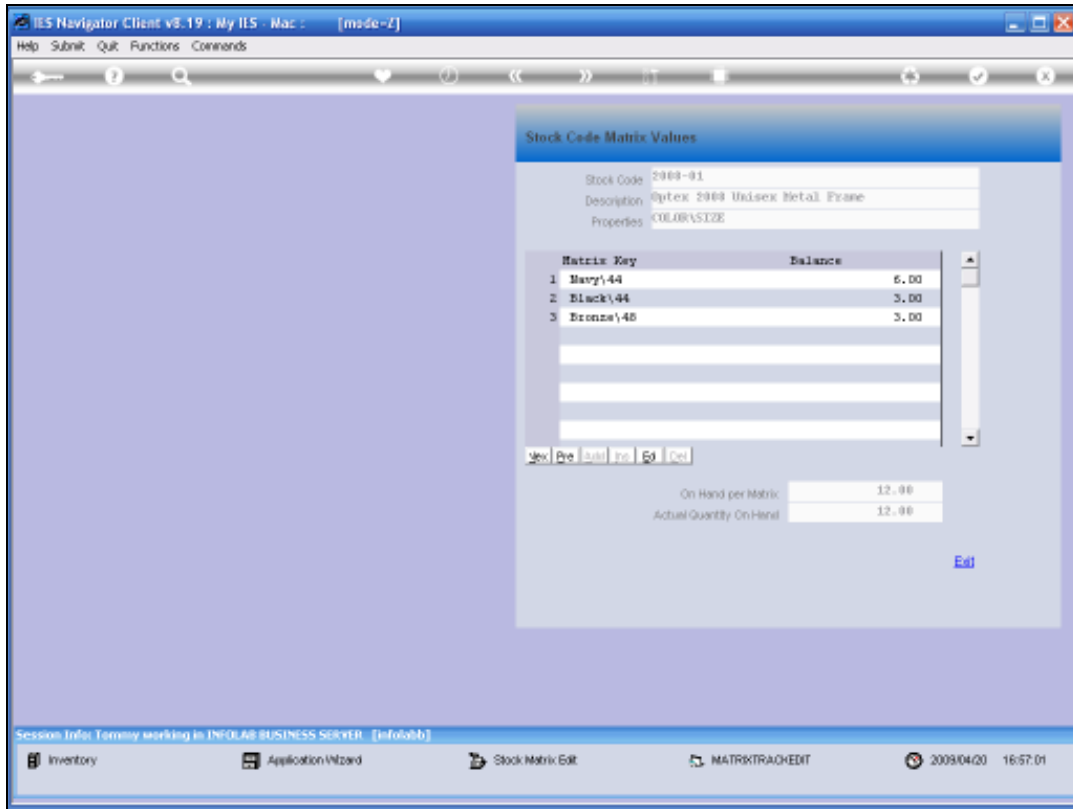 IES Navigator Client v8.19 : My IES - Mac : [mode=Z]
Help Submit Quit Functions Commands
Stock Code Matrix Values
Stock Code 2000-01
Description Optex 2000 Unisex Metal Frame
Properties COLOR\SIZE
Matrix Key Balance
1 Navy\44 6.00
2 Black\44 3.00
3 Bronze\48 3.00
Nex Pre Add Ins Ed Del
On Hand per Matrix 12.00
Actual Quantity On Hand 12.00
Exit
Session Info: Tommy working in INFOLAB BUSINESS SERVER [infolabb]
Inventory Application Wizard Stock Matrix Edit MATRIXTRACKEDIT 2009/04/20 16:57:01